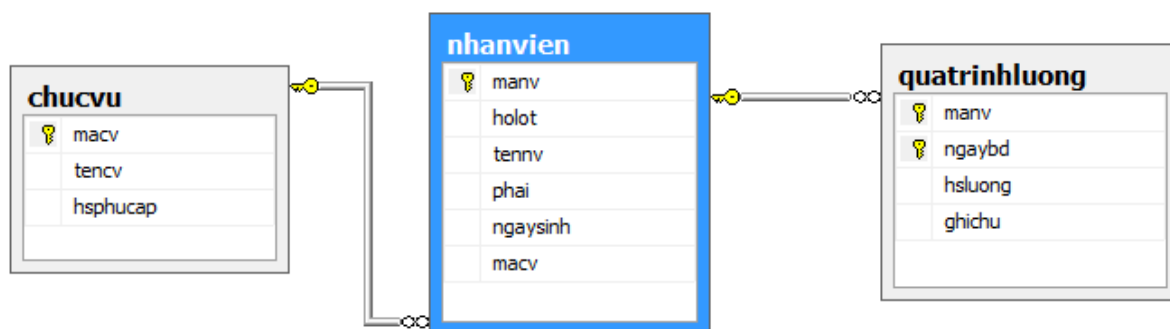 chucvu
macv
tencv
hsphucap
nhanvien
manv
holot
tennv
phai
ngaysinh
macv
quatrinhluong
manv
ngaybd
hsluong
ghichu